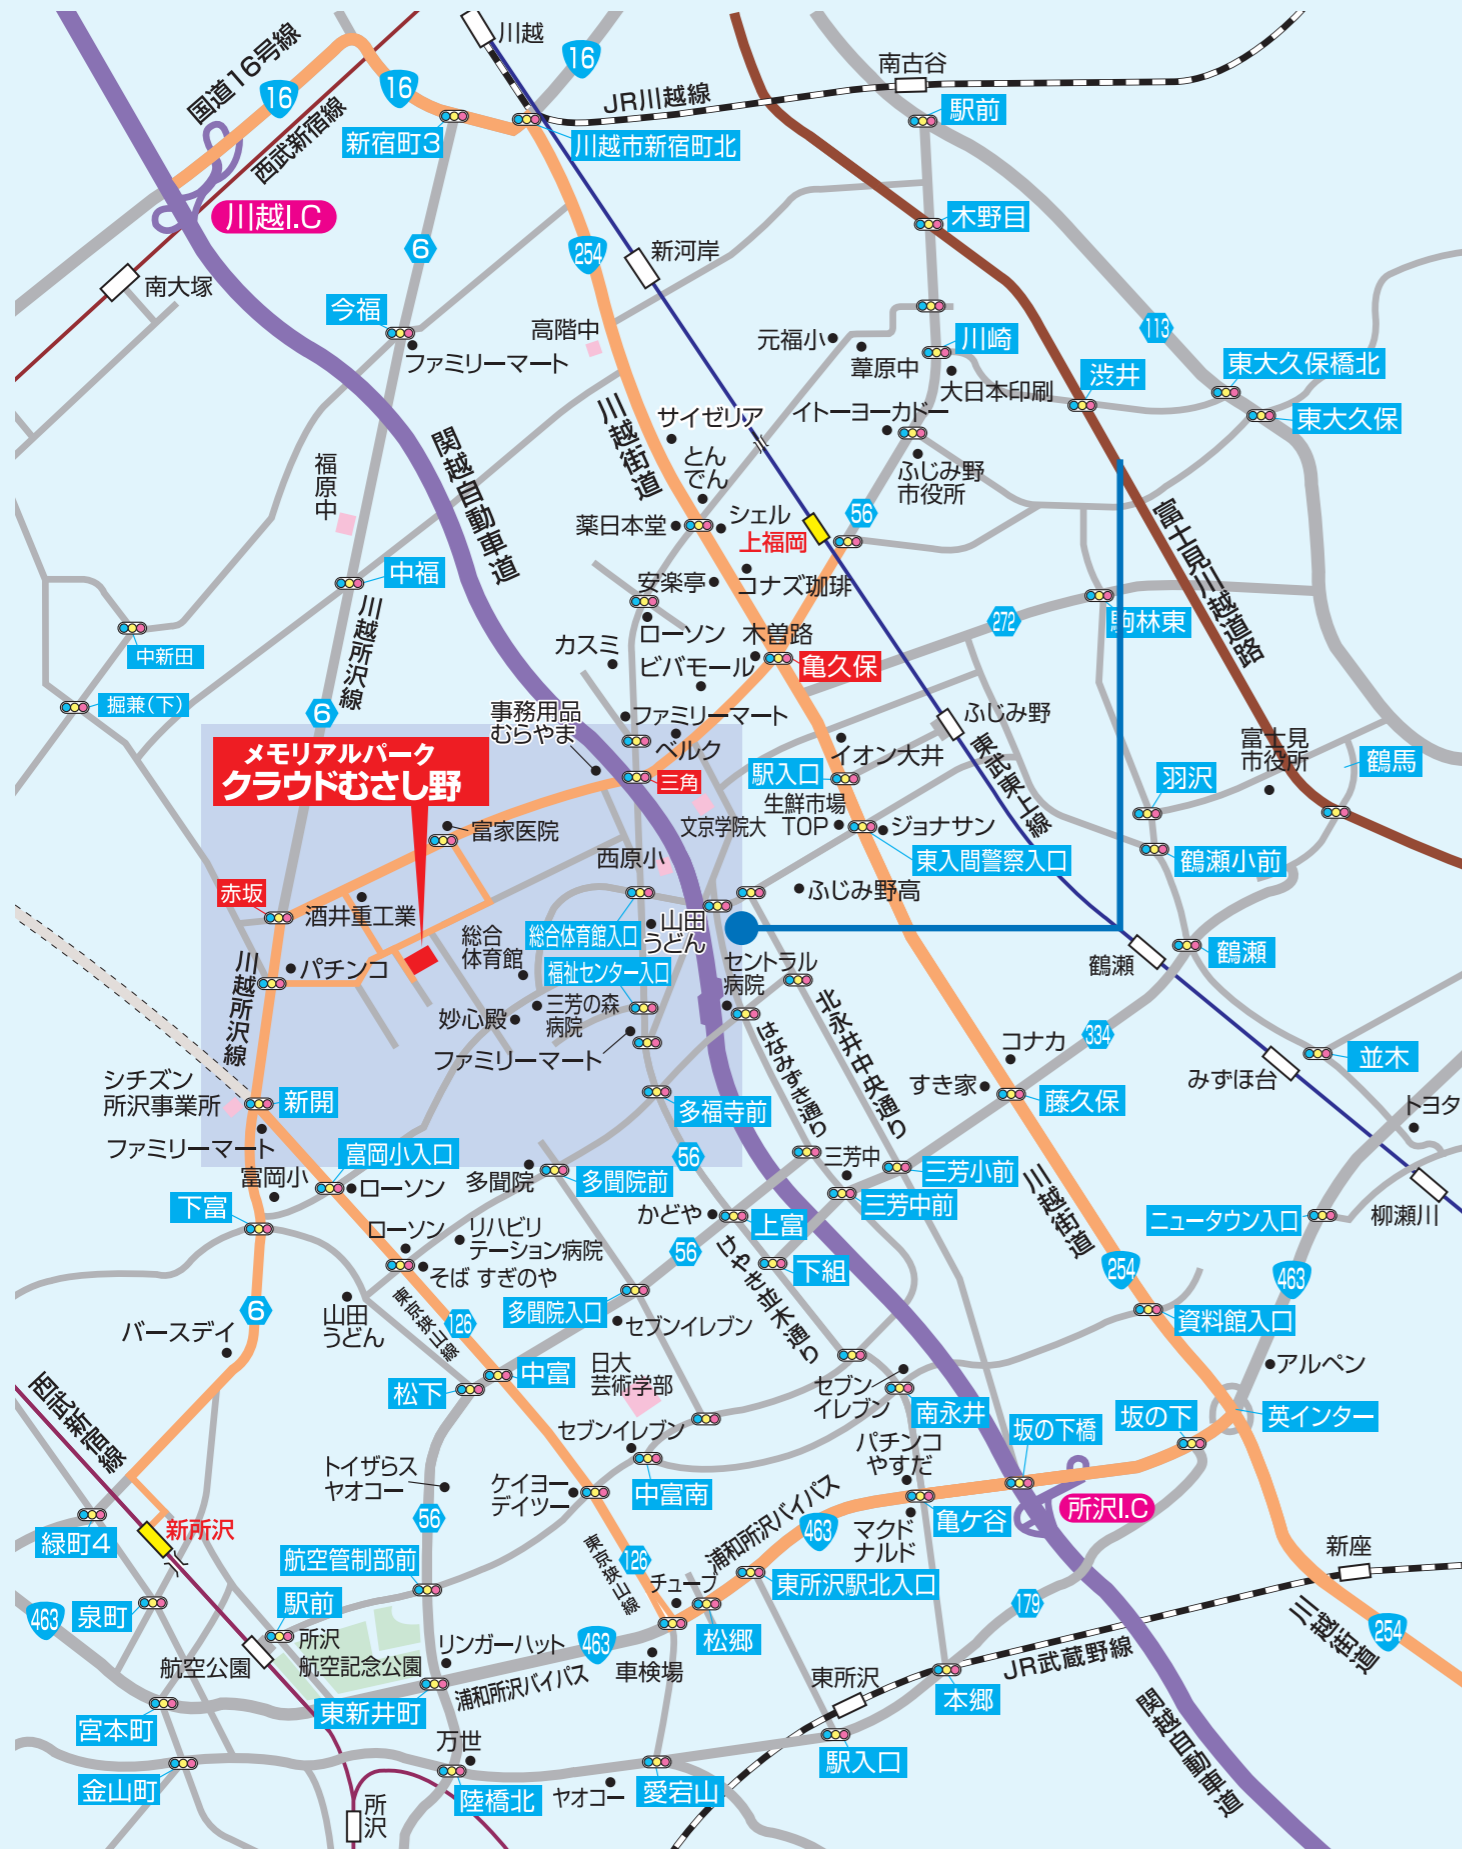 川越
16
国道16号線
16
16
南古谷
JR川越線
駅前
新宿町3
川越市新宿町北
西武新宿線
川越I.C
木野目
6
254
新河岸
南大塚
今福
ファミリーマート
高階中
元福小
葦原中
川崎
大日本印刷
113
渋井
東大久保橋北
東大久保
イトーヨーカドー
ふじみ野
市役所
川越街道
サイゼリア
とん
でん
関越自動車道
福原中
薬日本堂
シェル
上福岡
56
富士見川越道路
中福
安楽亭
コナズ珈琲
ローソン
木曽路
272
駒林東
川越所沢線
中新田
カスミ
ビバモール
亀久保
掘兼(下)
6
事務用品
むらやま
ファミリーマート
ベルク
ふじみ野
東武東上線
富士見
市役所
鶴馬
メモリアルパーク
クラウドむさし野
三角
駅入口
イオン大井
羽沢
生鮮市場
TOP
ジョナサン
文京学院大
富家医院
西原小
東入間警察入口
鶴瀬小前
赤坂
酒井重工業
ふじみ野高
総合体育館入口
山田
うどん
総合
体育館
福祉センター入口
セントラル
病院
鶴瀬
鶴瀬
川越所沢線
パチンコ
妙心殿
三芳の森
病院
ファミリーマート
はなみずき通り
北永井中央通り
コナカ
334
みずほ台
並木
シチズン
所沢事業所
新開
すき家
藤久保
多福寺前
トヨタ
ファミリーマート
富岡小入口
富岡小
ローソン
多聞院
多聞院前
56
三芳中
三芳小前
三芳中前
川越街道
下富
かどや
上富
ニュータウン入口
柳瀬川
ローソン
リハビリ
テーション病院
56
けやき並木通り
下組
254
463
そば すぎのや
6
山田
うどん
東京狭山線
126
多聞院入口
セブンイレブン
資料館入口
バースデイ
松下
中富
日大
芸術学部
セブン
イレブン
アルペン
西武新宿線
南永井
坂の下橋
坂の下
英インター
セブンイレブン
パチンコ
やすだ
トイザらス
ヤオコー
ケイヨー
デイツー
中富南
浦和所沢バイパス
463
亀ケ谷
所沢I.C
56
緑町4
新所沢
マクド
ナルド
新座
航空管制部前
東京狭山線
126
チューブ
東所沢駅北入口
179
463
泉町
駅前
所沢
航空記念公園
松郷
川越街道
254
航空公園
リンガーハット
463
車検場
浦和所沢バイパス
東所沢
JR武蔵野線
本郷
宮本町
東新井町
関越自動車道
万世
駅入口
金山町
陸橋北
ヤオコー
愛宕山
所沢